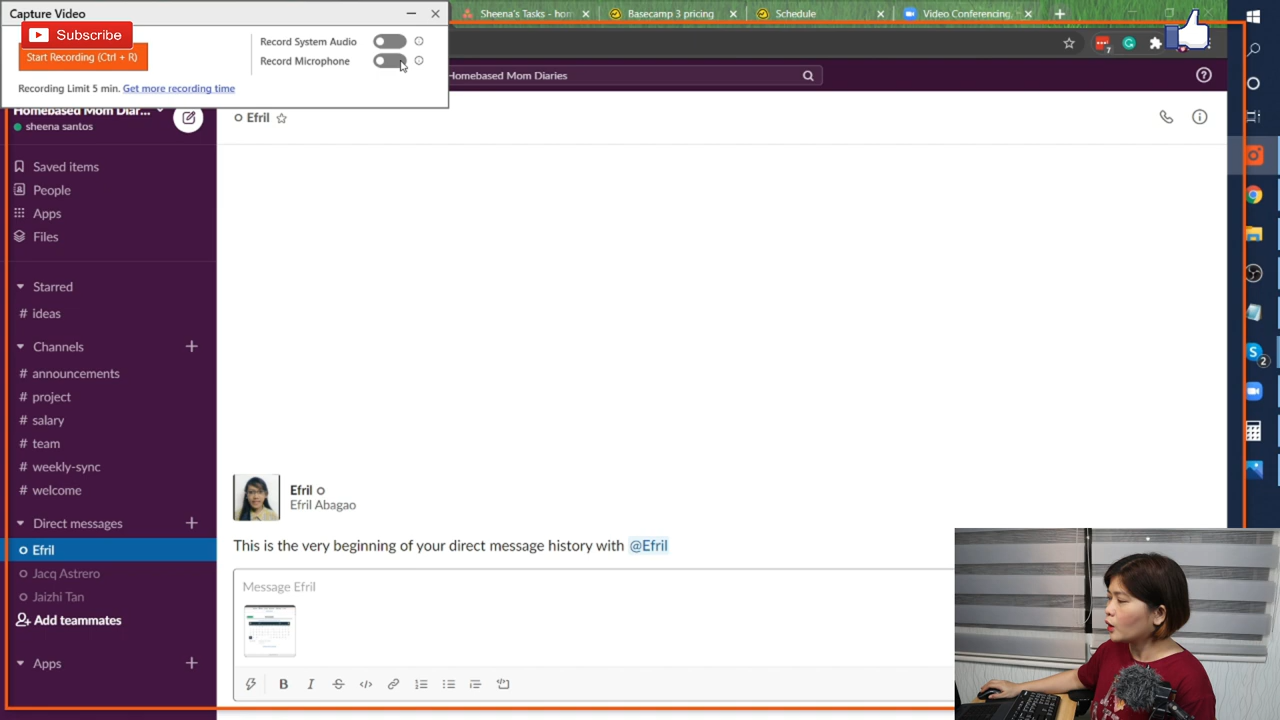 Capture Video
Subscribe
Start Recording (Ctrl + R)
Record System Audio
Record Microphone
Recording Limit 5 min. Get more recording time
Sheena's Tasks - hom
Basecamp 3 pricing
Schedule
Video Conferencing,
7
Homebased Mom Diaries
Homebased Mom Diar...
sheena santos
Efril
Saved items
People
Apps
Files
Starred
# ideas
Channels
# announcements
# project
# salary
# team
# weekly-sync
# welcome
Direct messages
Efril
Jacq Astrero
Jaizhi Tan
Add teammates
Apps
Efril
Efril Abagao
This is the very beginning of your direct message history with @Efril
Message Efril
B I S
2